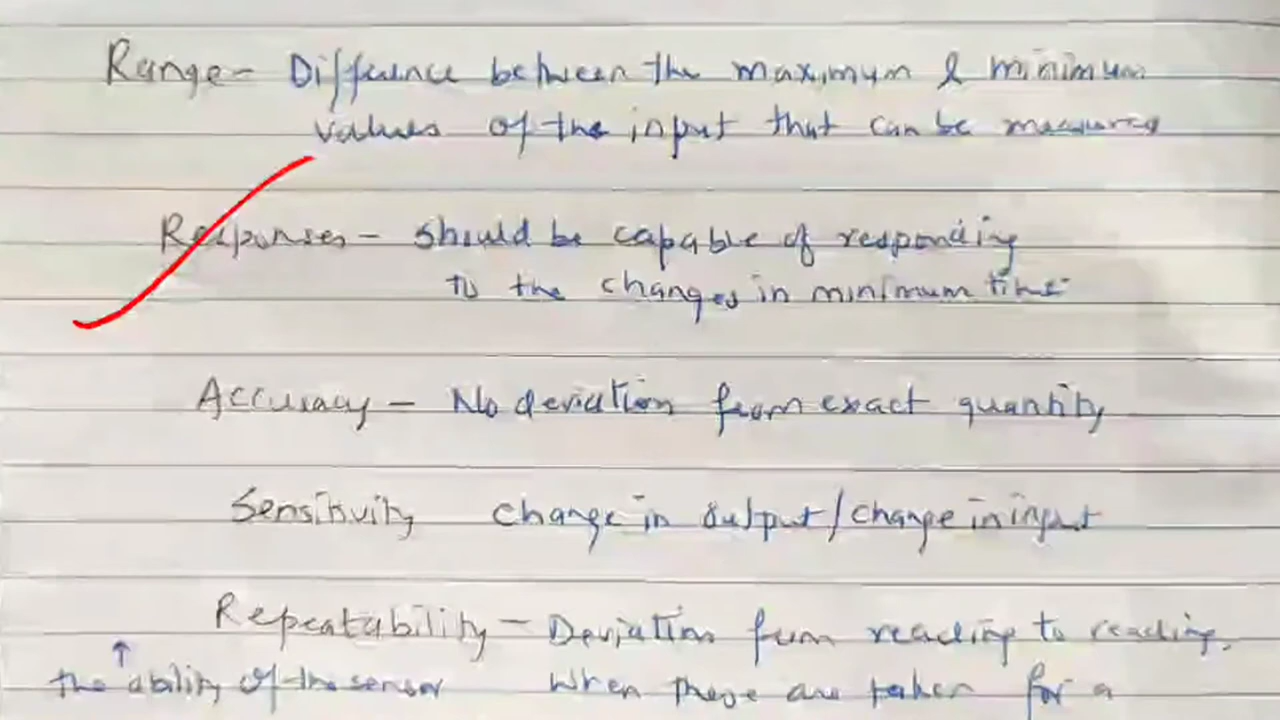 Range - Difference between the maximum & minimum
values of the input that can be measured
Responses - should be capable of responding
to the changes in minimum time
Accuracy - No deviation from exact quantity
Sensitivity change in output/change in input
Repeatability - Deviation from reading to reading,
the ability of the sensor when these are taken for a